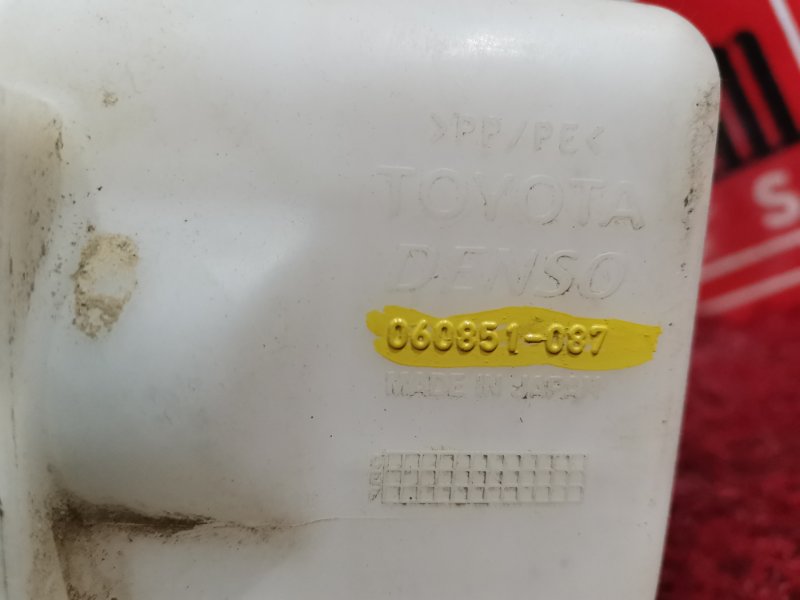 >PP/PE<
TOYOTA
DENSO
060851-087
MADE IN JAPAN
S